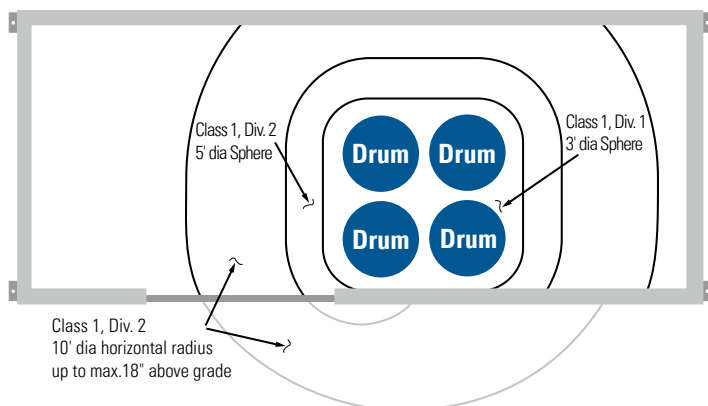 Class 1, Div. 2
5' dia Sphere
Class 1, Div. 1
3' dia Sphere
Drum
Drum
Drum
Drum
Class 1, Div. 2
10' dia horizontal radius
up to max.18" above grade